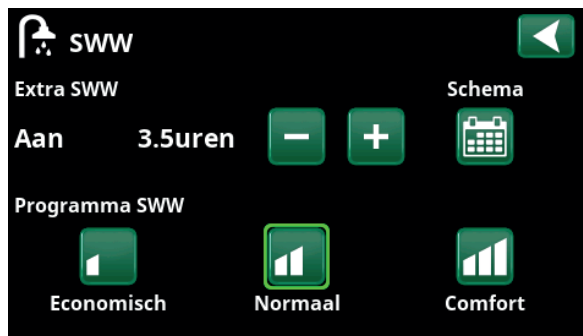 SWW
Extra SWW
Schema
Aan 3.5uren
Programma SWW
Economisch Normaal Comfort